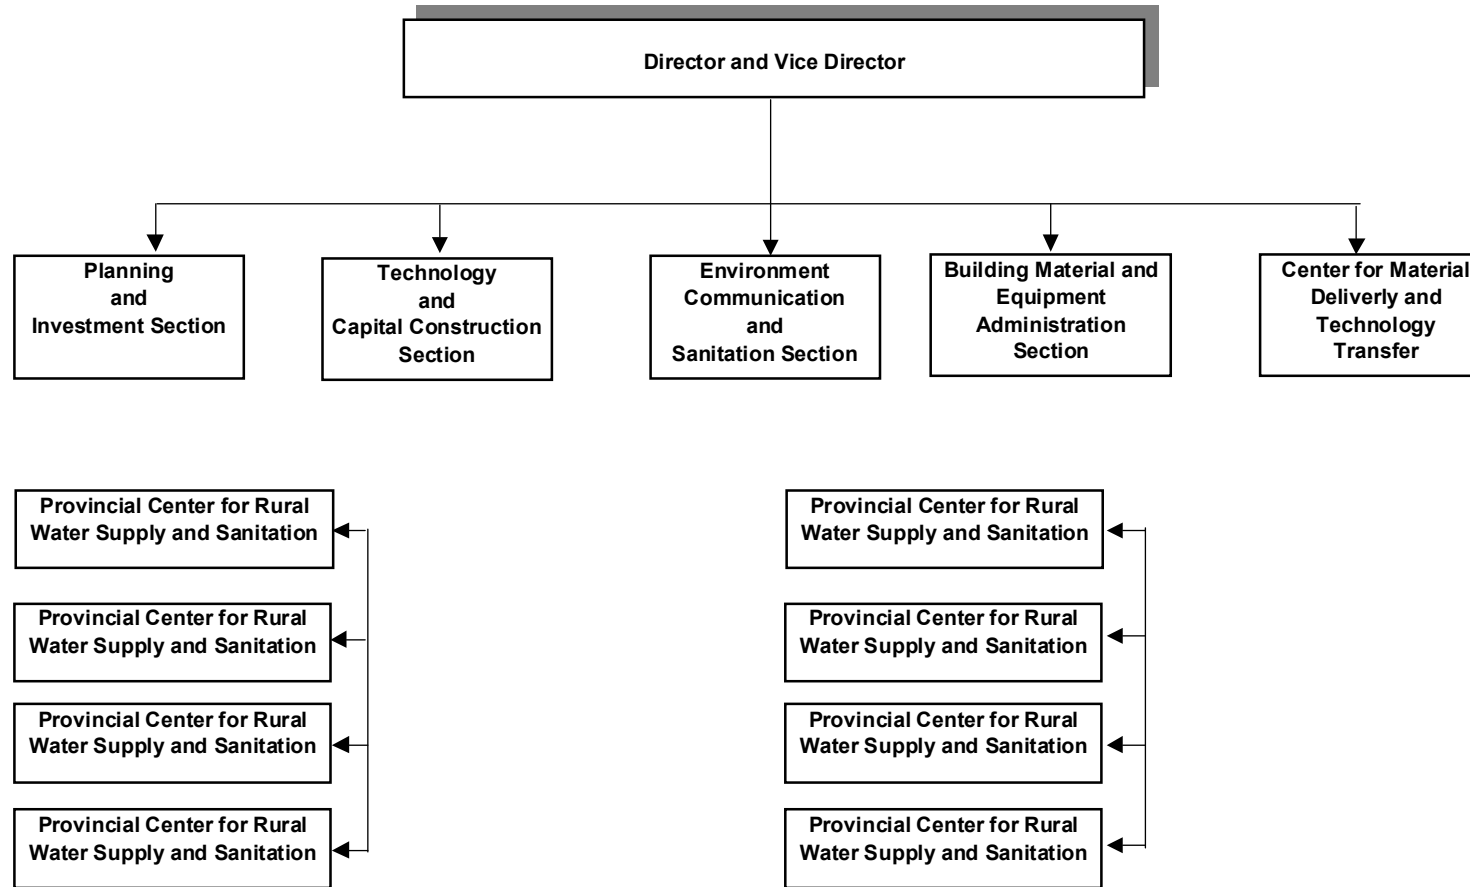 Director and Vice Director
Planning
and
Investment Section
Technology
and
Capital Construction
Section
Environment
Communication
and
Sanitation Section
Building Material and
Equipment
Administration
Section
Center for Material
Deliverly and
Technology
Transfer
Provincial Center for Rural
Water Supply and Sanitation
Provincial Center for Rural
Water Supply and Sanitation
Provincial Center for Rural
Water Supply and Sanitation
Provincial Center for Rural
Water Supply and Sanitation
Provincial Center for Rural
Water Supply and Sanitation
Provincial Center for Rural
Water Supply and Sanitation
Provincial Center for Rural
Water Supply and Sanitation
Provincial Center for Rural
Water Supply and Sanitation